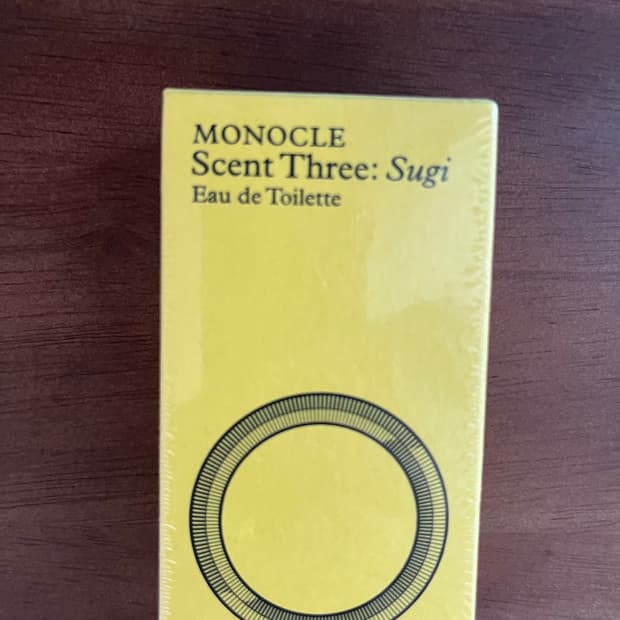 MONOCLE
Scent Three: Sugi
Eau de Toilette